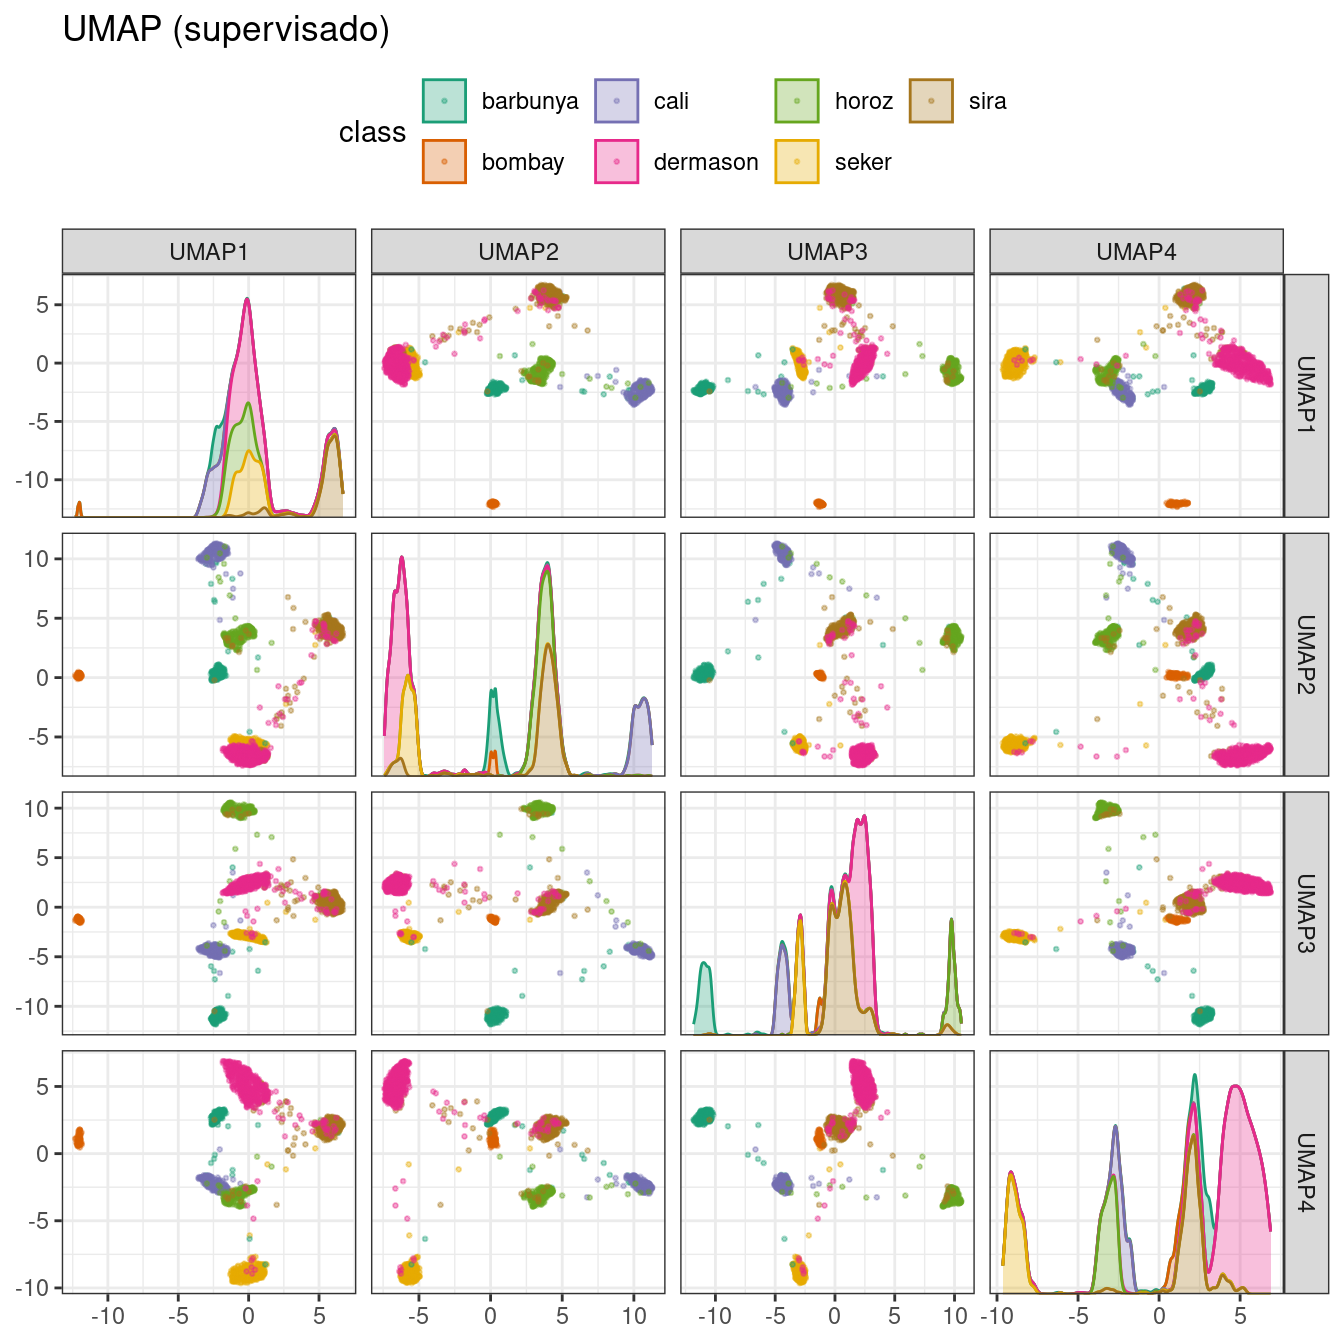 UMAP (supervisado)
class
barbunya cali horoz sira
bombay dermason seker
UMAP1 UMAP2 UMAP3 UMAP4
5
0
-5
-10
UMAP1
10
5
0
-5
UMAP2
10
5
0
-5
-10
UMAP3
5
0
-5
-10
UMAP4
-10 -5 0 5 -5 0 5 10 -10 -5 0 5 10 -10 -5 0 5